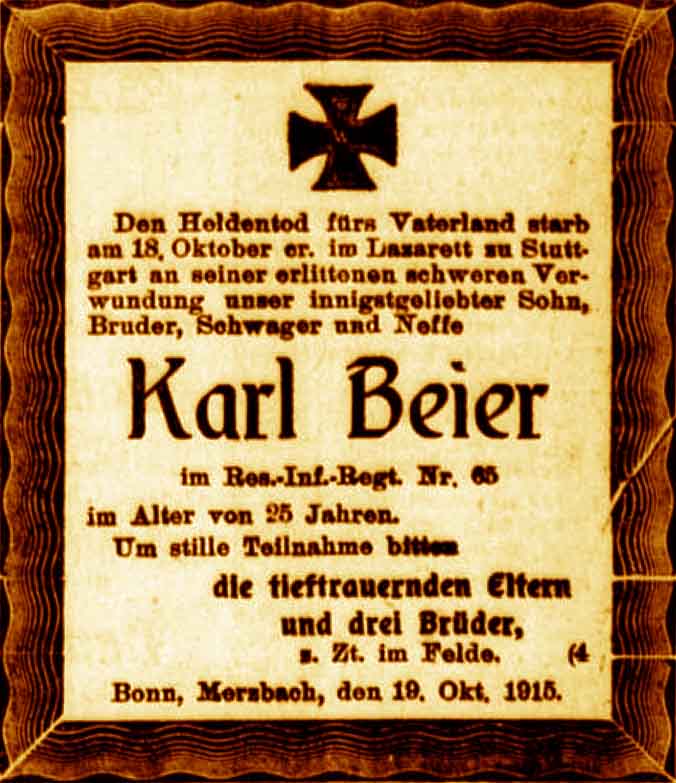 Den Heldentod fürs Vaterland starb
am 18. Oktober er. im Lazarett zu Stutt-
gart an seiner erlittenen schweren Ver-
wundung unser innigstgeliebter Sohn,
Bruder, Schwager und Neffe
Karl Beier
im Res.-Inf.-Regt. Nr. 65
im Alter von 25 Jahren.
Um stille Teilnahme bitten
die tieftrauernden Eltern
und drei Brüder,
z. Zt. im Felde. (4
Bonn, Merzbach, den 19. Okt. 1915.